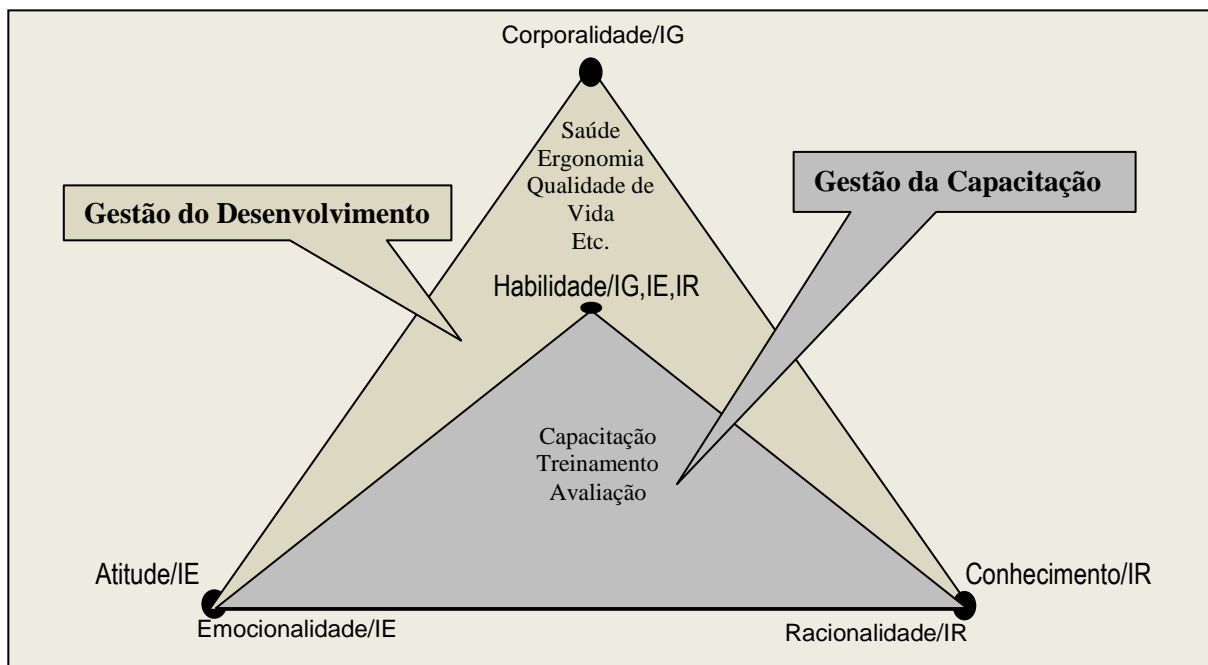 Corporalidade/IG
Saúde
Ergonomia
Qualidade de
Vida
Etc.
Gestão do Desenvolvimento
Gestão da Capacitação
Habilidade/IG,IE,IR
Capacitação
Treinamento
Avaliação
Atitude/IE
Conhecimento/IR
Emocionalidade/IE
Racionalidade/IR